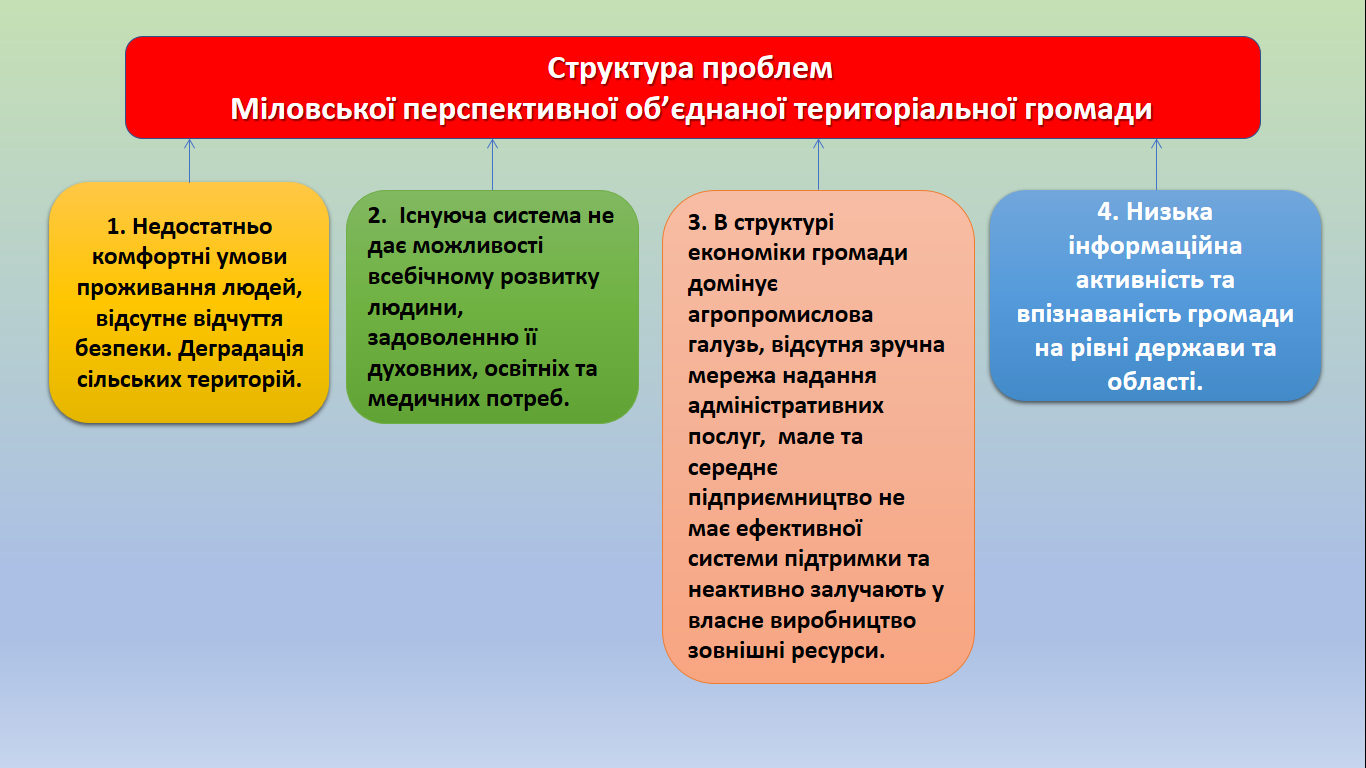 Структура проблем
Міловської перспективної об’єднаної територіальної громади
1. Недостатньо
комфортні умови
проживання людей,
відсутнє відчуття
безпеки. Деградація
сільських територій.
2. Існуюча система не
дає можливості
всебічному розвитку
людини,
задоволенню її
духовних, освітніх та
медичних потреб.
3. В структурі
економіки громади
домінує
агропромислова
галузь, відсутня зручна
мережа надання
адміністративних
послуг, мале та
середнє
підприємництво не
має ефективної
системи підтримки та
неактивно залучають у
власне виробництво
зовнішні ресурси.
4. Низька
інформаційна
активність та
впізнаваність громади
на рівні держави та
області.